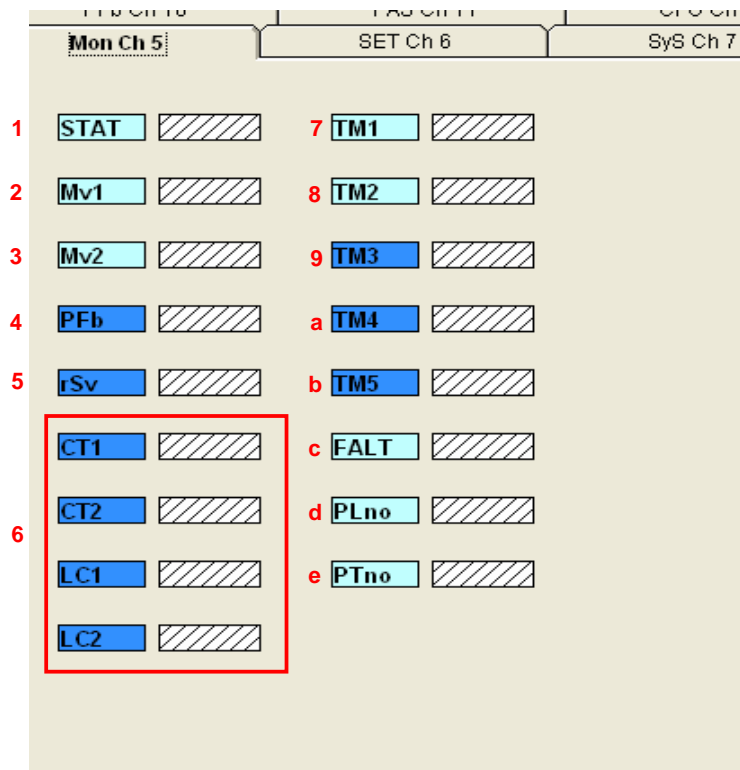 Mon Ch 5 SET Ch 6 SyS Ch 7
1 STAT 7 TM1
2 Mv1 8 TM2
3 Mv2 9 TM3
4 PFb a TM4
5 rSv b TM5
CT1 c FALT
CT2 d PLno
6
LC1 e PTno
LC2